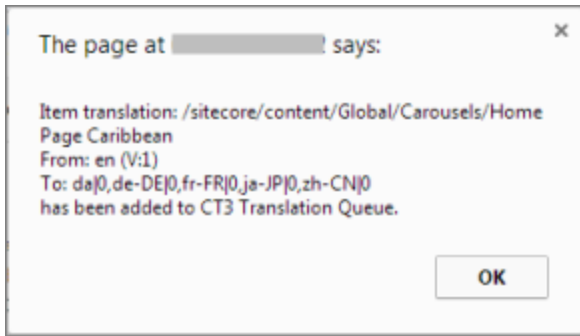 The page at says:
Item translation: /sitecore/content/Global/Carousels/Home
Page Caribbean
From: en (V:1)
To: da|0,de-DE|0,fr-FR|0,ja-JP|0,zh-CN|0
has been added to CT3 Translation Queue.
OK